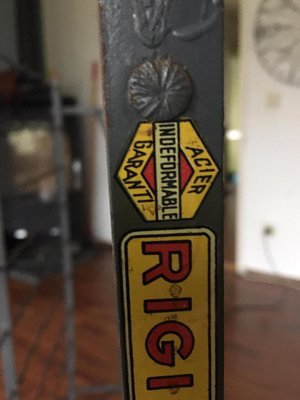 ACIER
INDEFORMABLE
GARANTI
RIGI